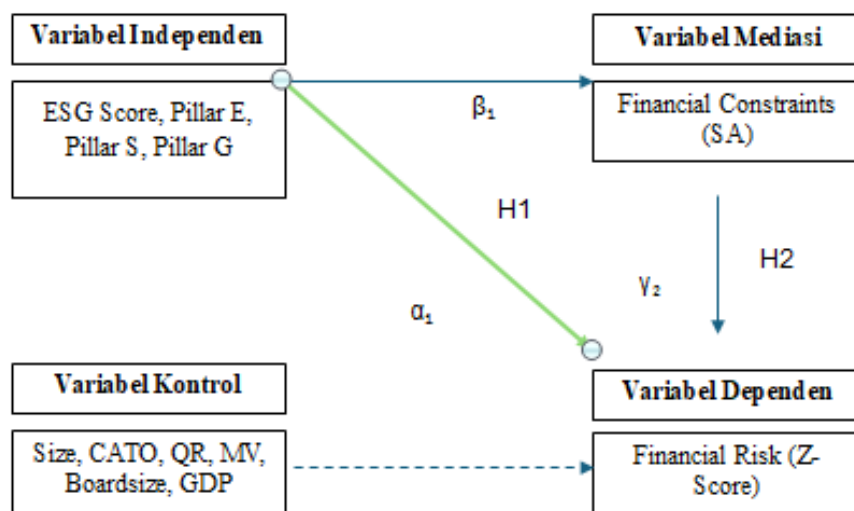 Variabel Independen
ESG Score, Pillar E,
Pillar S, Pillar G
Variabel Mediasi
Financial Constraints
(SA)
β₁
H1
H2
γ₂
α₁
Variabel Kontrol
Size, CATO, QR, MV,
Boardsize, GDP
Variabel Dependen
Financial Risk (Z-
Score)